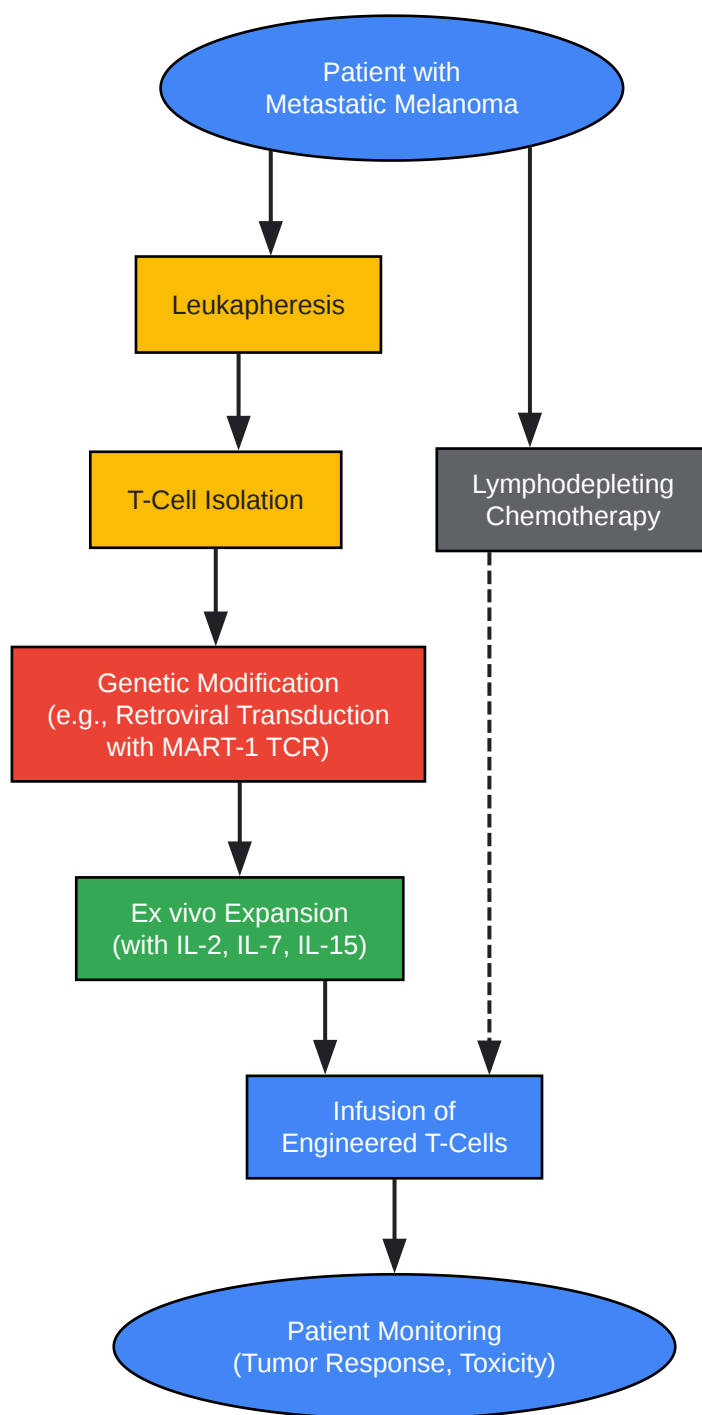 Patient with
Metastatic Melanoma
Leukapheresis
T-Cell Isolation
Lymphodepleting
Chemotherapy
Genetic Modification
(e.g., Retroviral Transduction
with MART-1 TCR)
Ex vivo Expansion
(with IL-2, IL-7, IL-15)
Infusion of
Engineered T-Cells
Patient Monitoring
(Tumor Response, Toxicity)